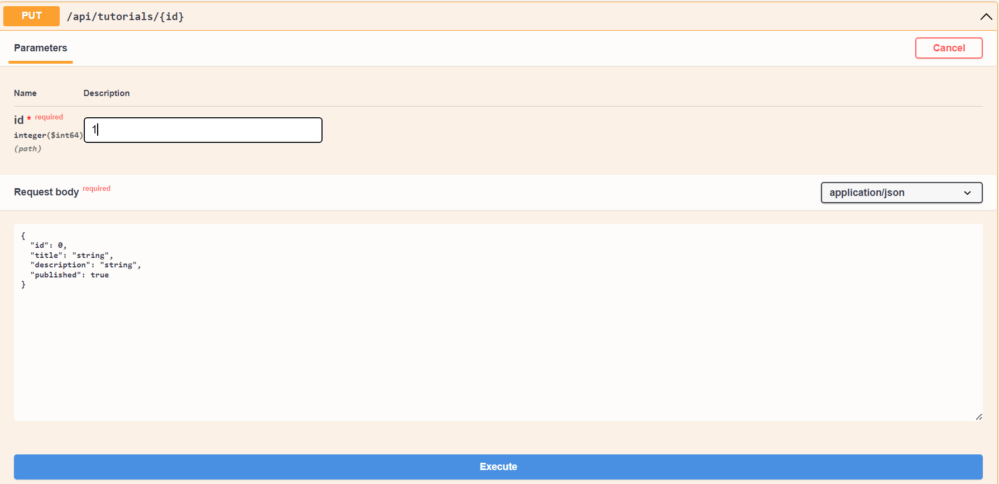 PUT /api/tutorials/{id}
Parameters
Cancel
Name Description
id * required
integer($int64)
(path)
1
Request body required
application/json
{
  "id": 0,
  "title": "string",
  "description": "string",
  "published": true
}
Execute